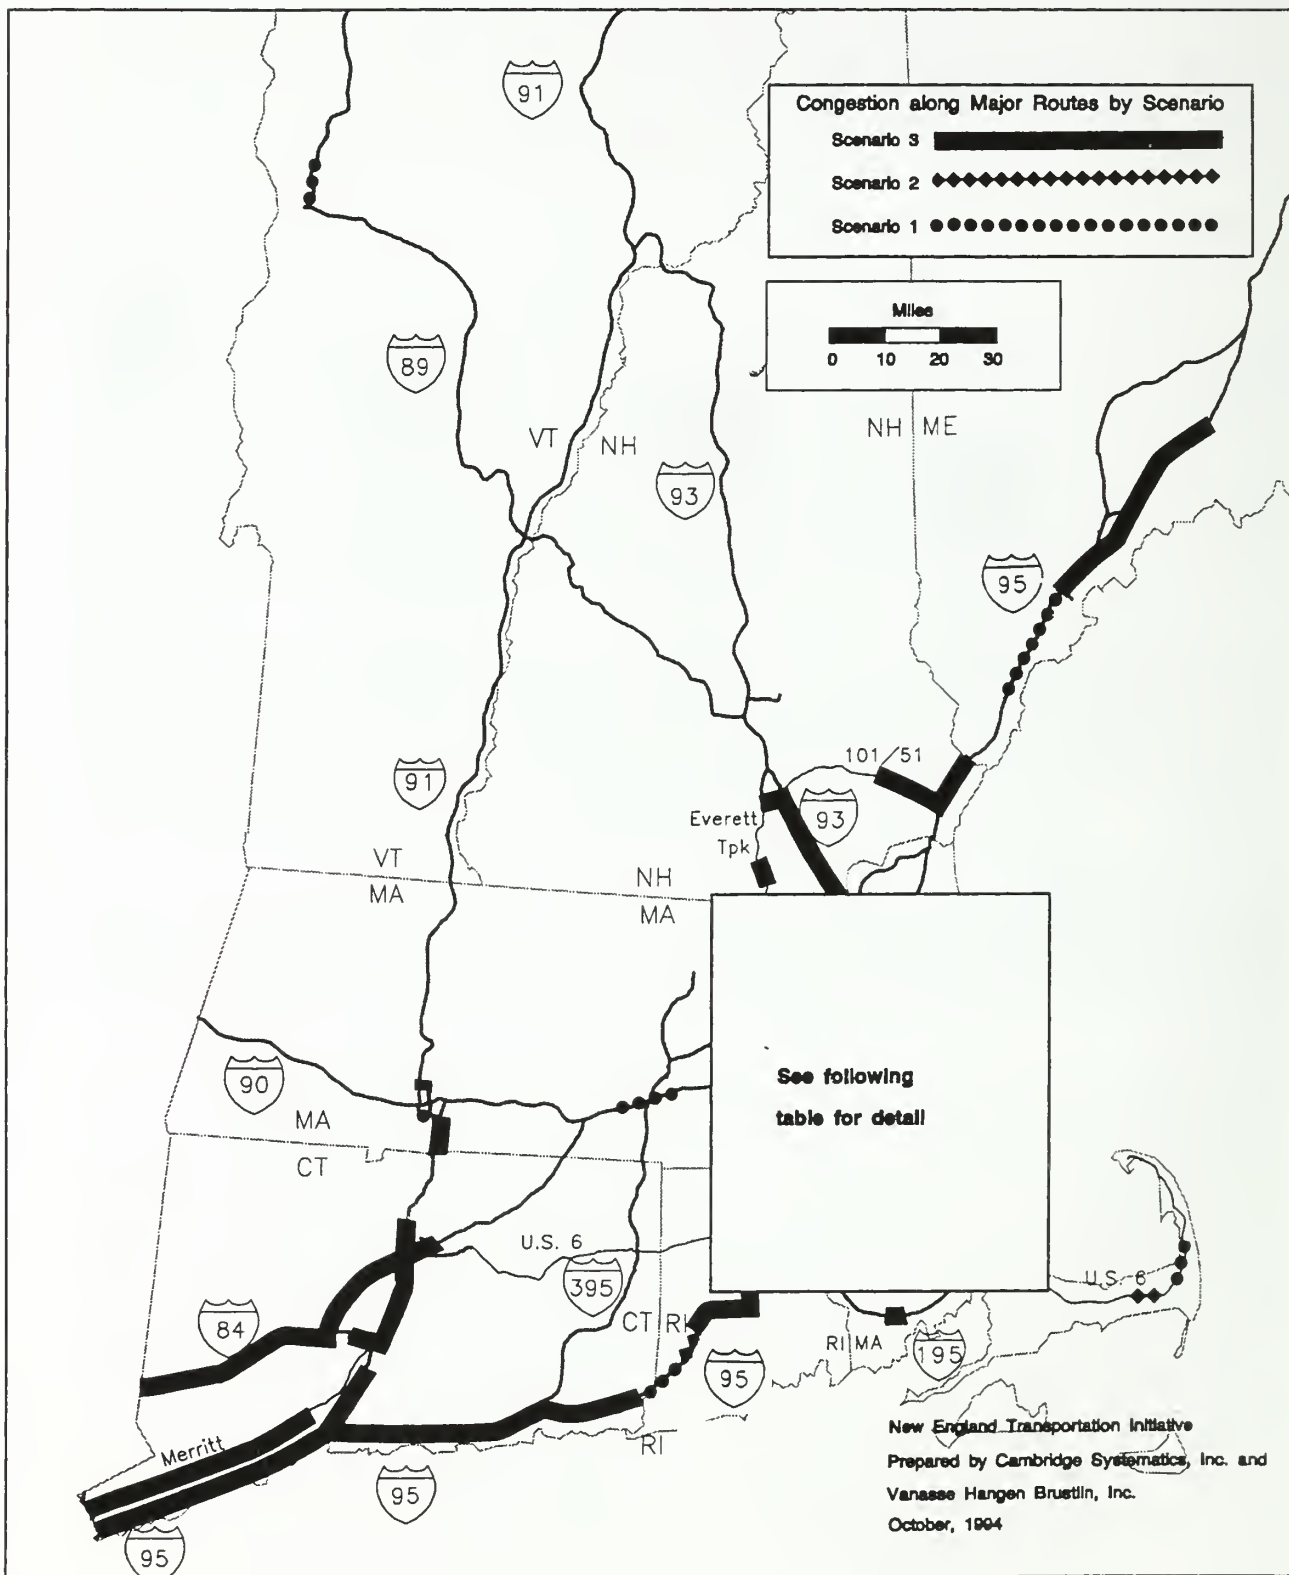 91
Congestion along Major Routes by Scenario
Scenario 3
Scenario 2
Scenario 1
Miles
0 10 20 30
89
VT NH
93
NH ME
95
91
101/51
Everett
Tpk
93
VT
MA
NH
MA
90
MA
CT
See following
table for detail
U.S. 6
395
U.S. 6
84
CT RI
RI MA
195
95
Merritt
RI
95
95
New England Transportation Initiative
Prepared by Cambridge Systematics, Inc. and
Vanasse Hangen Brustlin, Inc.
October, 1994